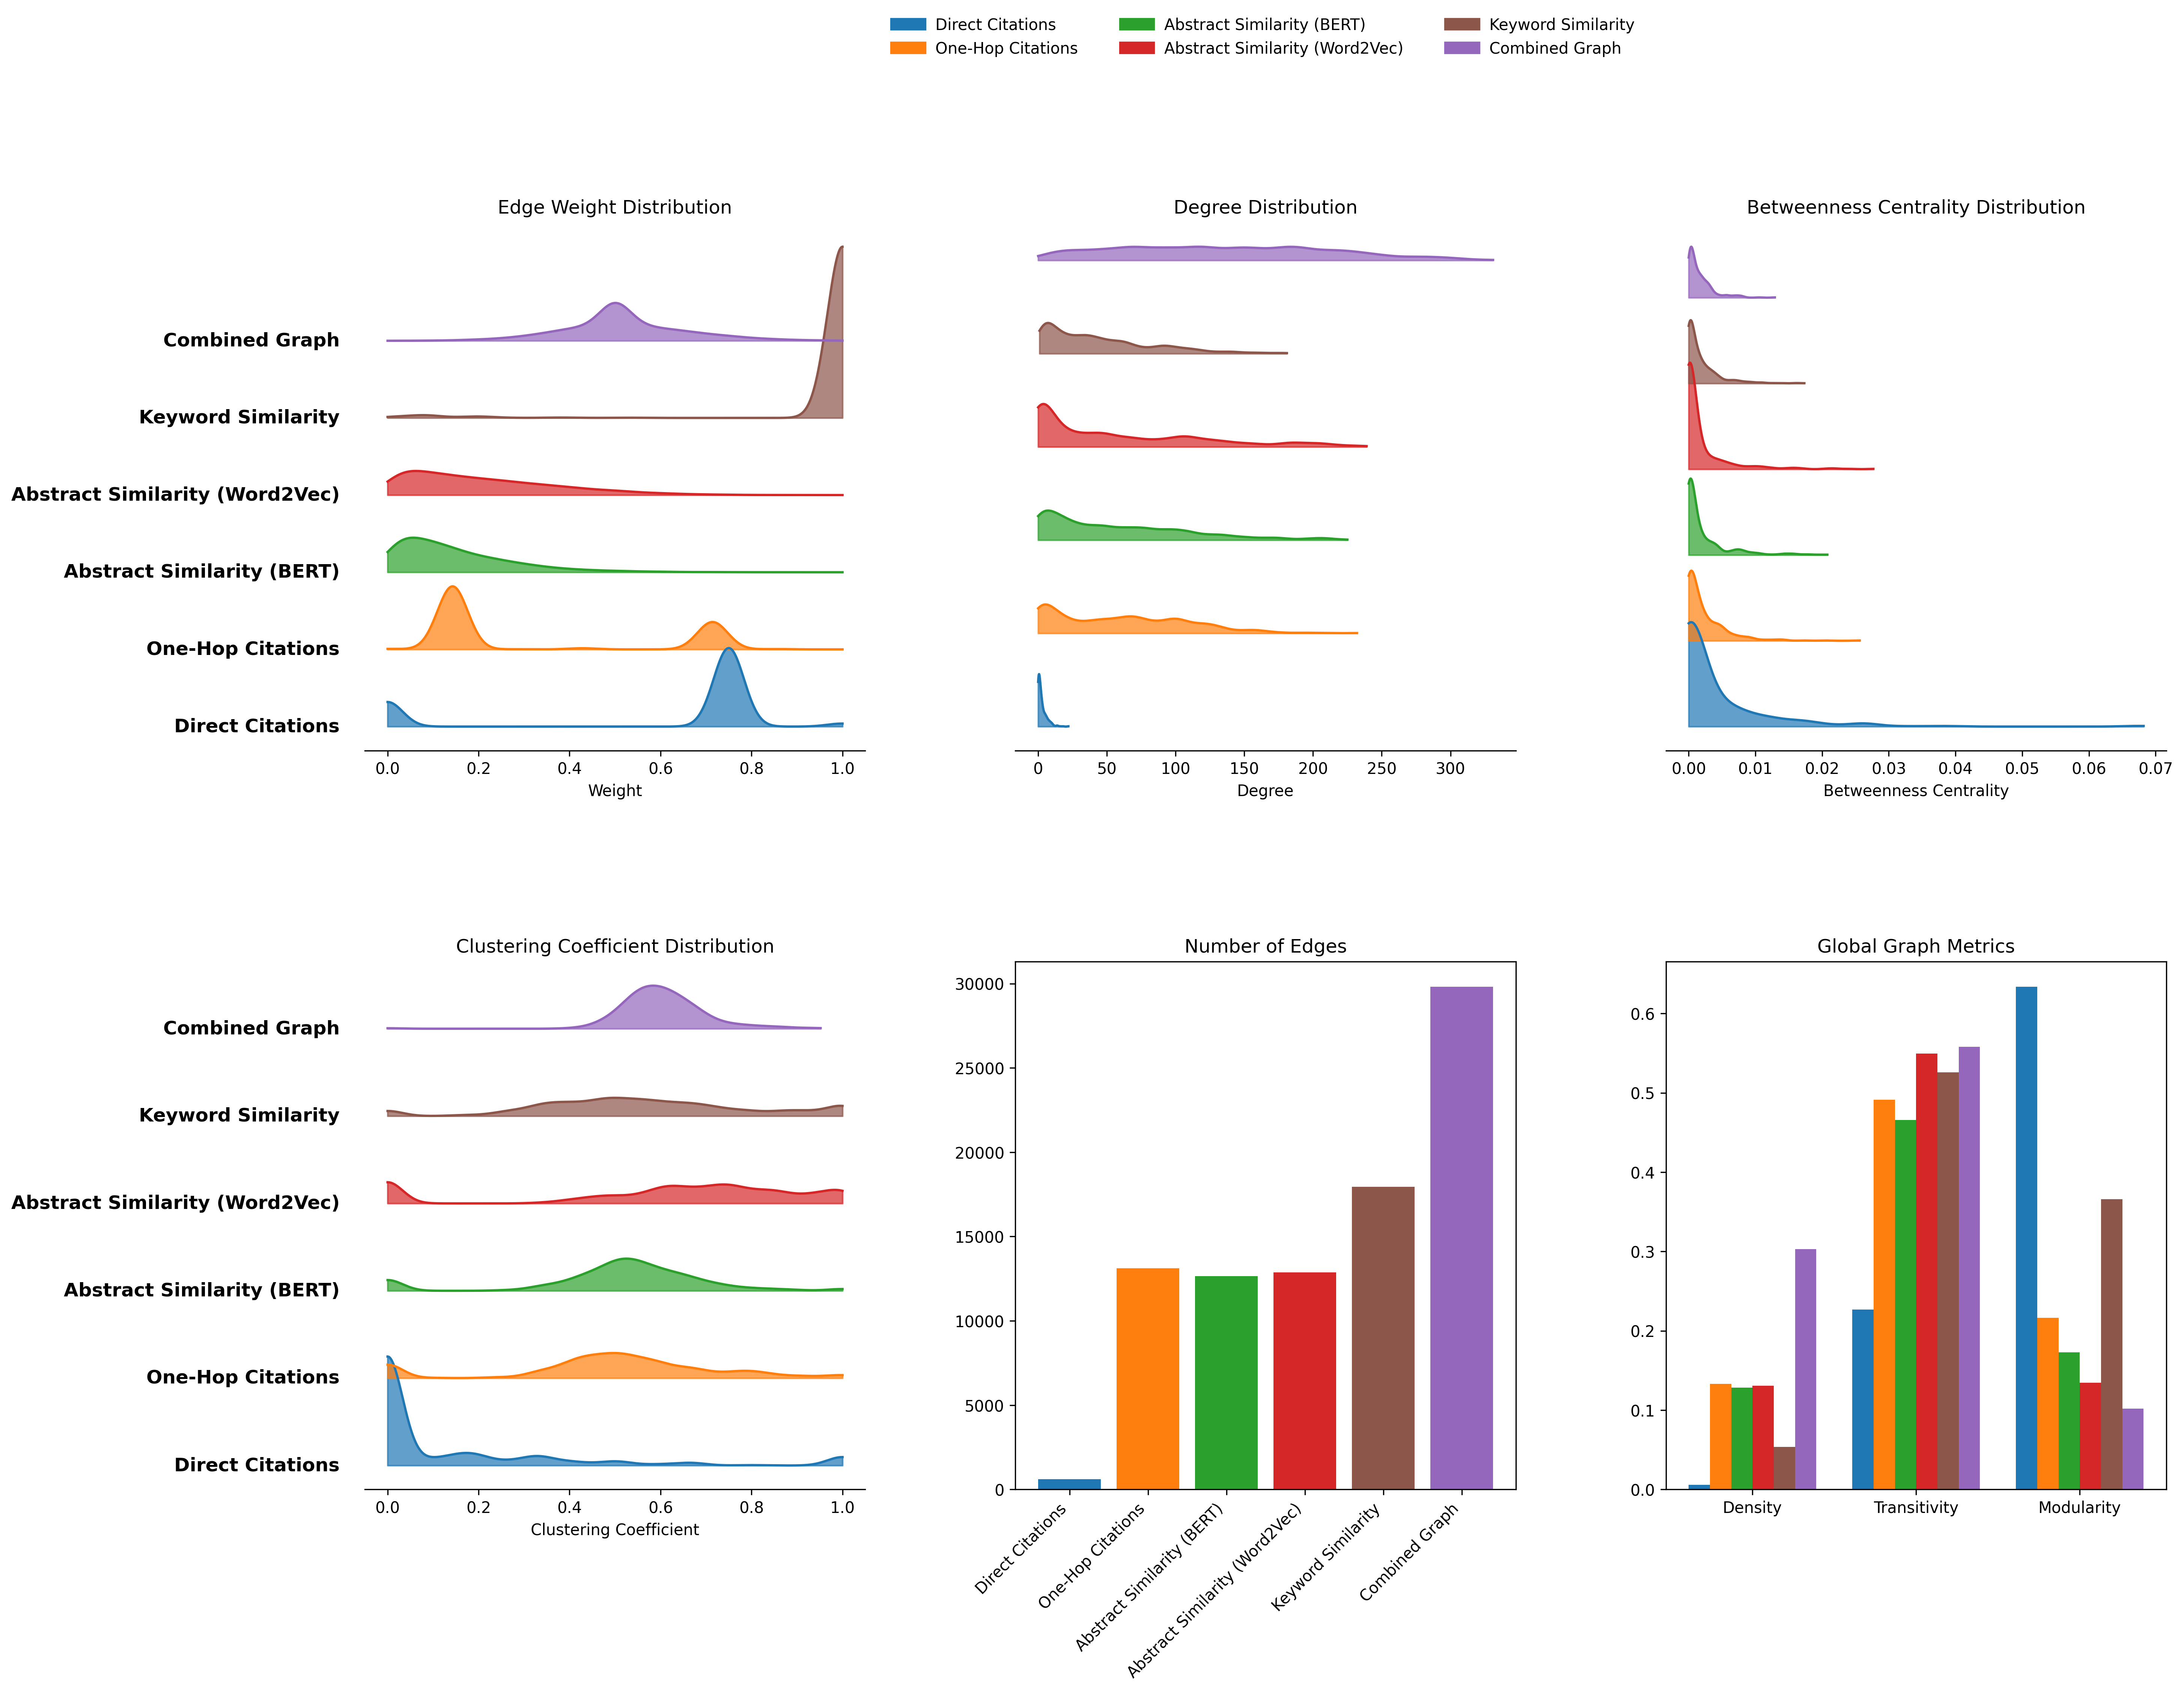 Direct Citations
One-Hop Citations
Abstract Similarity (BERT)
Abstract Similarity (Word2Vec)
Keyword Similarity
Combined Graph
Edge Weight Distribution
Combined Graph
Keyword Similarity
Abstract Similarity (Word2Vec)
Abstract Similarity (BERT)
One-Hop Citations
Direct Citations
0.0 0.2 0.4 0.6 0.8 1.0
Weight
Degree Distribution
0 50 100 150 200 250 300
Degree
Betweenness Centrality Distribution
0.00 0.01 0.02 0.03 0.04 0.05 0.06 0.07
Betweenness Centrality
Clustering Coefficient Distribution
Combined Graph
Keyword Similarity
Abstract Similarity (Word2Vec)
Abstract Similarity (BERT)
One-Hop Citations
Direct Citations
0.0 0.2 0.4 0.6 0.8 1.0
Clustering Coefficient
Number of Edges
30000
25000
20000
15000
10000
5000
0
Direct Citations
One-Hop Citations
Abstract Similarity (BERT)
Abstract Similarity (Word2Vec)
Keyword Similarity
Combined Graph
Global Graph Metrics
0.6
0.5
0.4
0.3
0.2
0.1
0.0
Density Transitivity Modularity